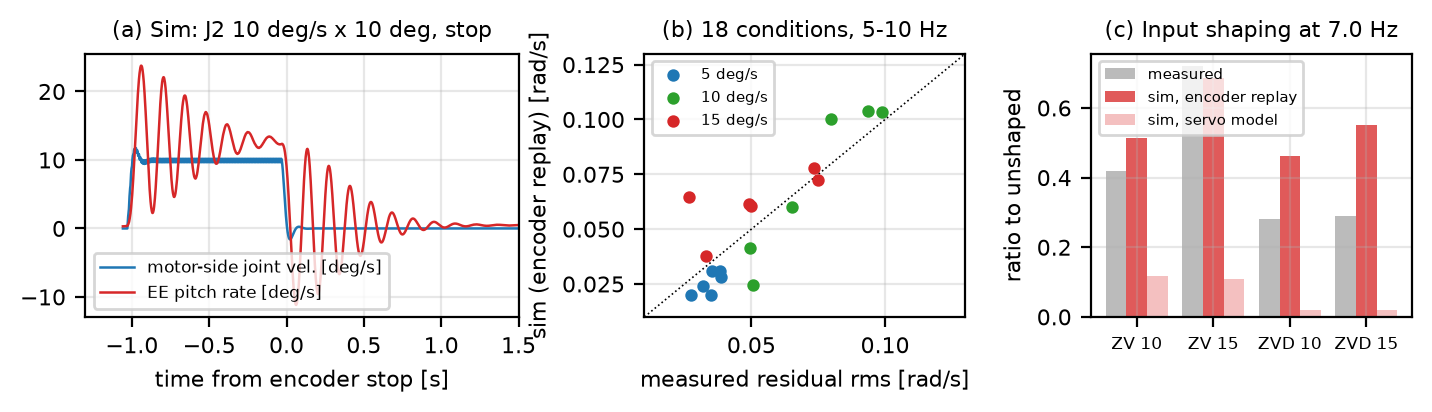 (a) Sim: J2 10 deg/s x 10 deg, stop
20
10
0
−10
motor-side joint vel. [deg/s]
EE pitch rate [deg/s]
−1.0
−0.5
0.0
0.5
1.0
1.5
time from encoder stop [s]
(b) 18 conditions, 5-10 Hz
sim (encoder replay) [rad/s]
0.125
0.100
0.075
0.050
0.025
5 deg/s
10 deg/s
15 deg/s
0.05
0.10
measured residual rms [rad/s]
(c) Input shaping at 7.0 Hz
ratio to unshaped
0.6
0.4
0.2
0.0
measured
sim, encoder replay
sim, servo model
ZV 10
ZV 15
ZVD 10
ZVD 15